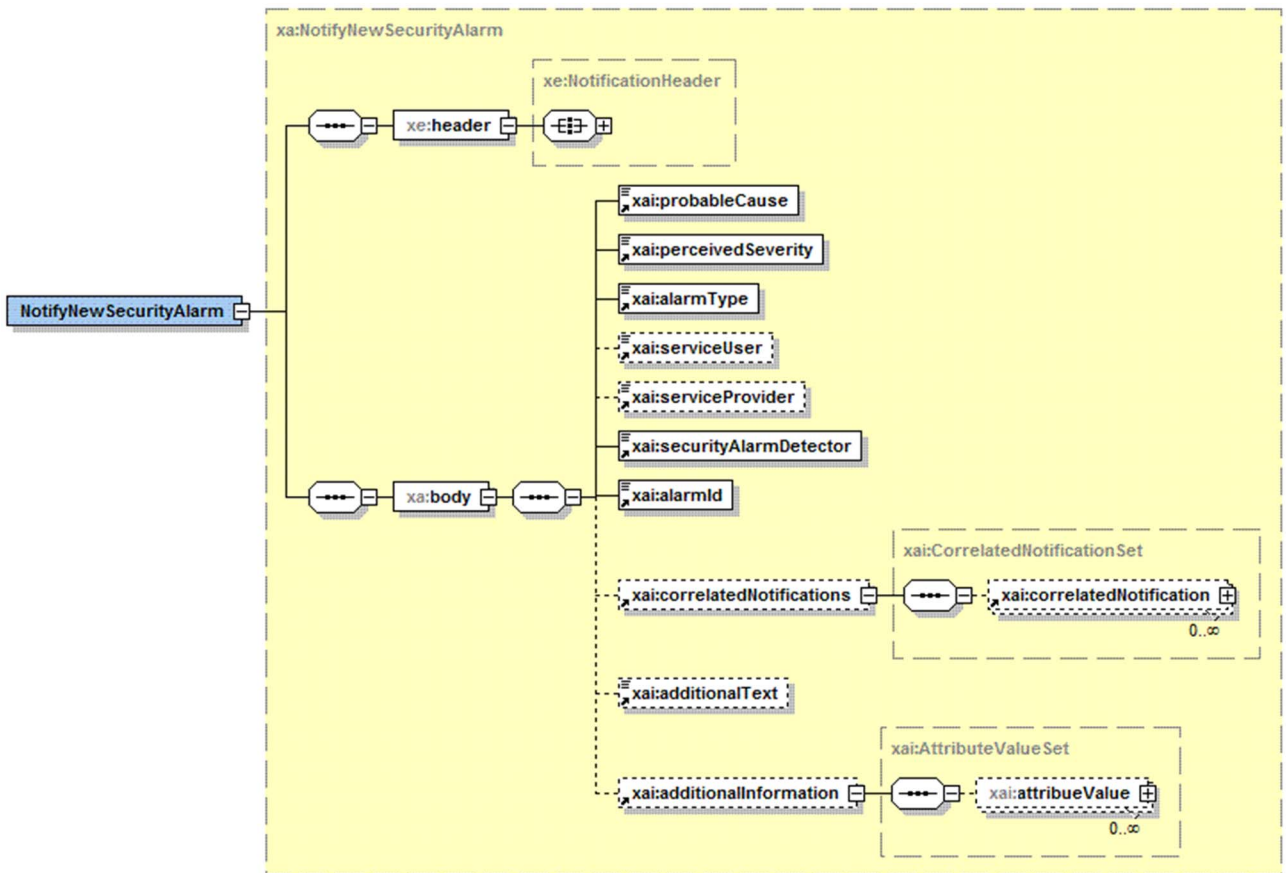 xa:NotifyNewSecurityAlarm
xe:NotificationHeader
xe:header
xai:probableCause
xai:perceivedSeverity
NotifyNewSecurityAlarm
xai:alarmType
xai:serviceUser
xai:serviceProvider
xai:securityAlarmDetector
xa:body
xai:alarmId
xai:CorrelatedNotificationSet
xai:correlatedNotifications
xai:correlatedNotification
0..∞
xai:additionalText
xai:AttributeValueSet
xai:additionalInformation
xai:attribueValue
0..∞